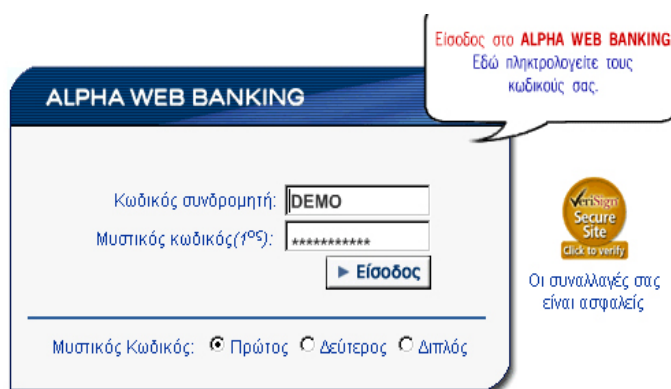 Είσοδος στο ALPHA WEB BANKING
Εδώ πληκτρολογείτε τους
κωδικούς σας.
ALPHA WEB BANKING
Κωδικός συνδρομητή: DEMO
Μυστικός κωδικός(1ος): ***********
Είσοδος
VeriSign
Secure
Site
Click to verify
Οι συναλλαγές σας
είναι ασφαλείς
Μυστικός Κωδικός: Πρώτος Δεύτερος Διπλός